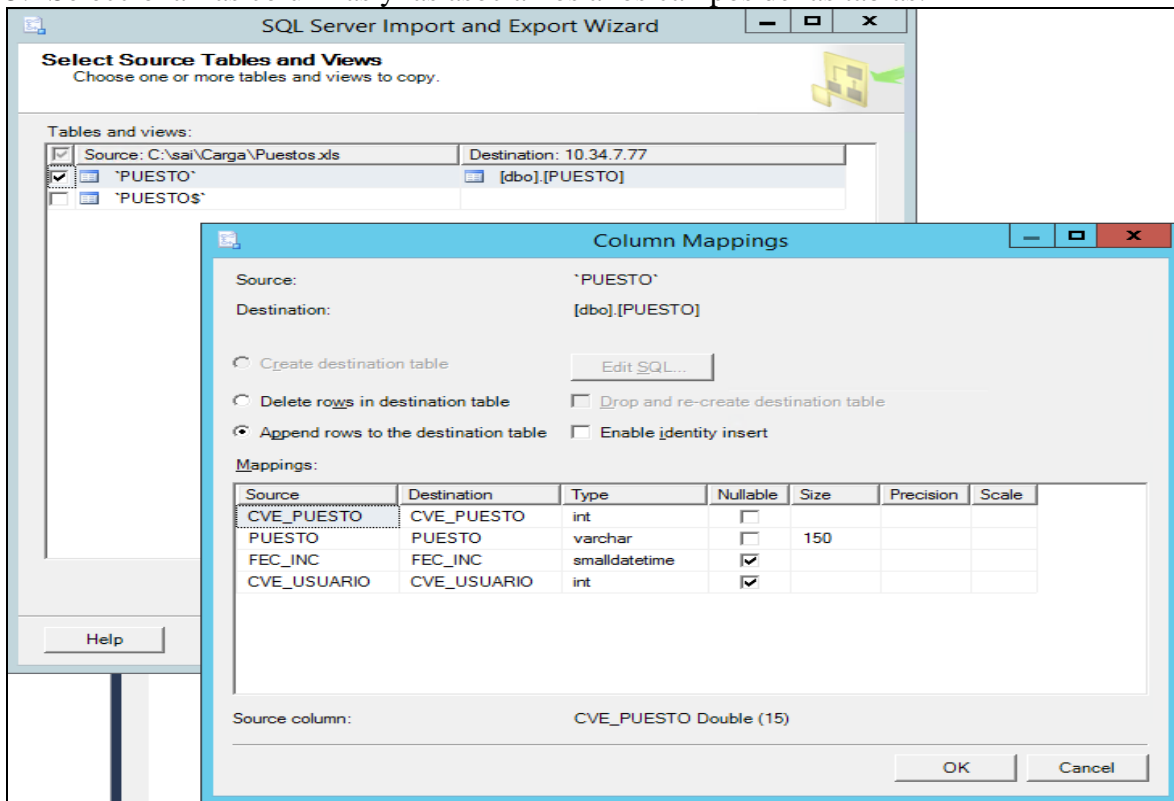 SQL Server Import and Export Wizard
Select Source Tables and Views
Choose one or more tables and views to copy.
Tables and views:
Source: C:\sai\Carga\Puestos.xls Destination: 10.34.7.77
`PUESTO` [dbo].[PUESTO]
`PUESTO$`
Column Mappings
Source: `PUESTO`
Destination: [dbo].[PUESTO]
Create destination table Edit SQL...
Delete rows in destination table Drop and re-create destination table
Append rows to the destination table Enable identity insert
Mappings:
Source Destination Type Nullable Size Precision Scale
CVE_PUESTO CVE_PUESTO int
PUESTO PUESTO varchar 150
FEC_INC FEC_INC smalldatetime
CVE_USUARIO CVE_USUARIO int
Help
Source column: CVE_PUESTO Double (15)
OK Cancel